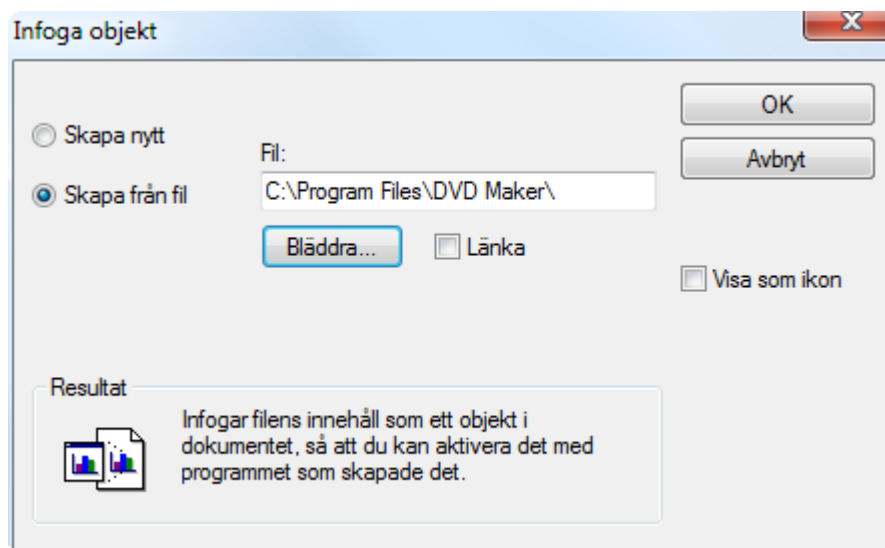 Infoga objekt
Skapa nytt
Skapa från fil
Fil:
C:\Program Files\DVD Maker\
Bläddra...
Länka
OK
Avbryt
Visa som ikon
Resultat
Infogar filens innehåll som ett objekt i
dokumentet, så att du kan aktivera det med
programmet som skapade det.